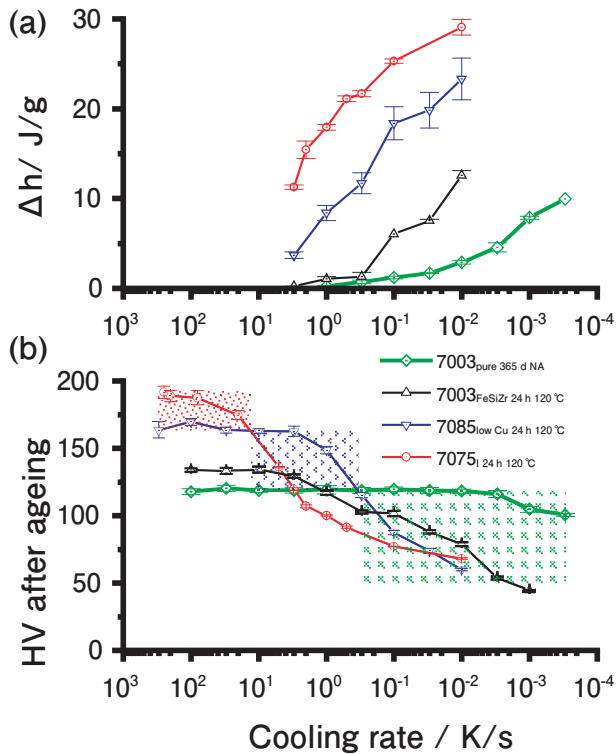 (a)
30
20
10
0
Δh/ J/g
10³ 10² 10¹ 10⁰ 10⁻¹ 10⁻² 10⁻³ 10⁻⁴
(b)
7003pure 365 d NA
7003FeSiZr 24 h 120 °C
7085low Cu 24 h 120 °C
7075I 24 h 120 °C
200
150
100
50
0
HV after ageing
10³ 10² 10¹ 10⁰ 10⁻¹ 10⁻² 10⁻³ 10⁻⁴
Cooling rate / K/s